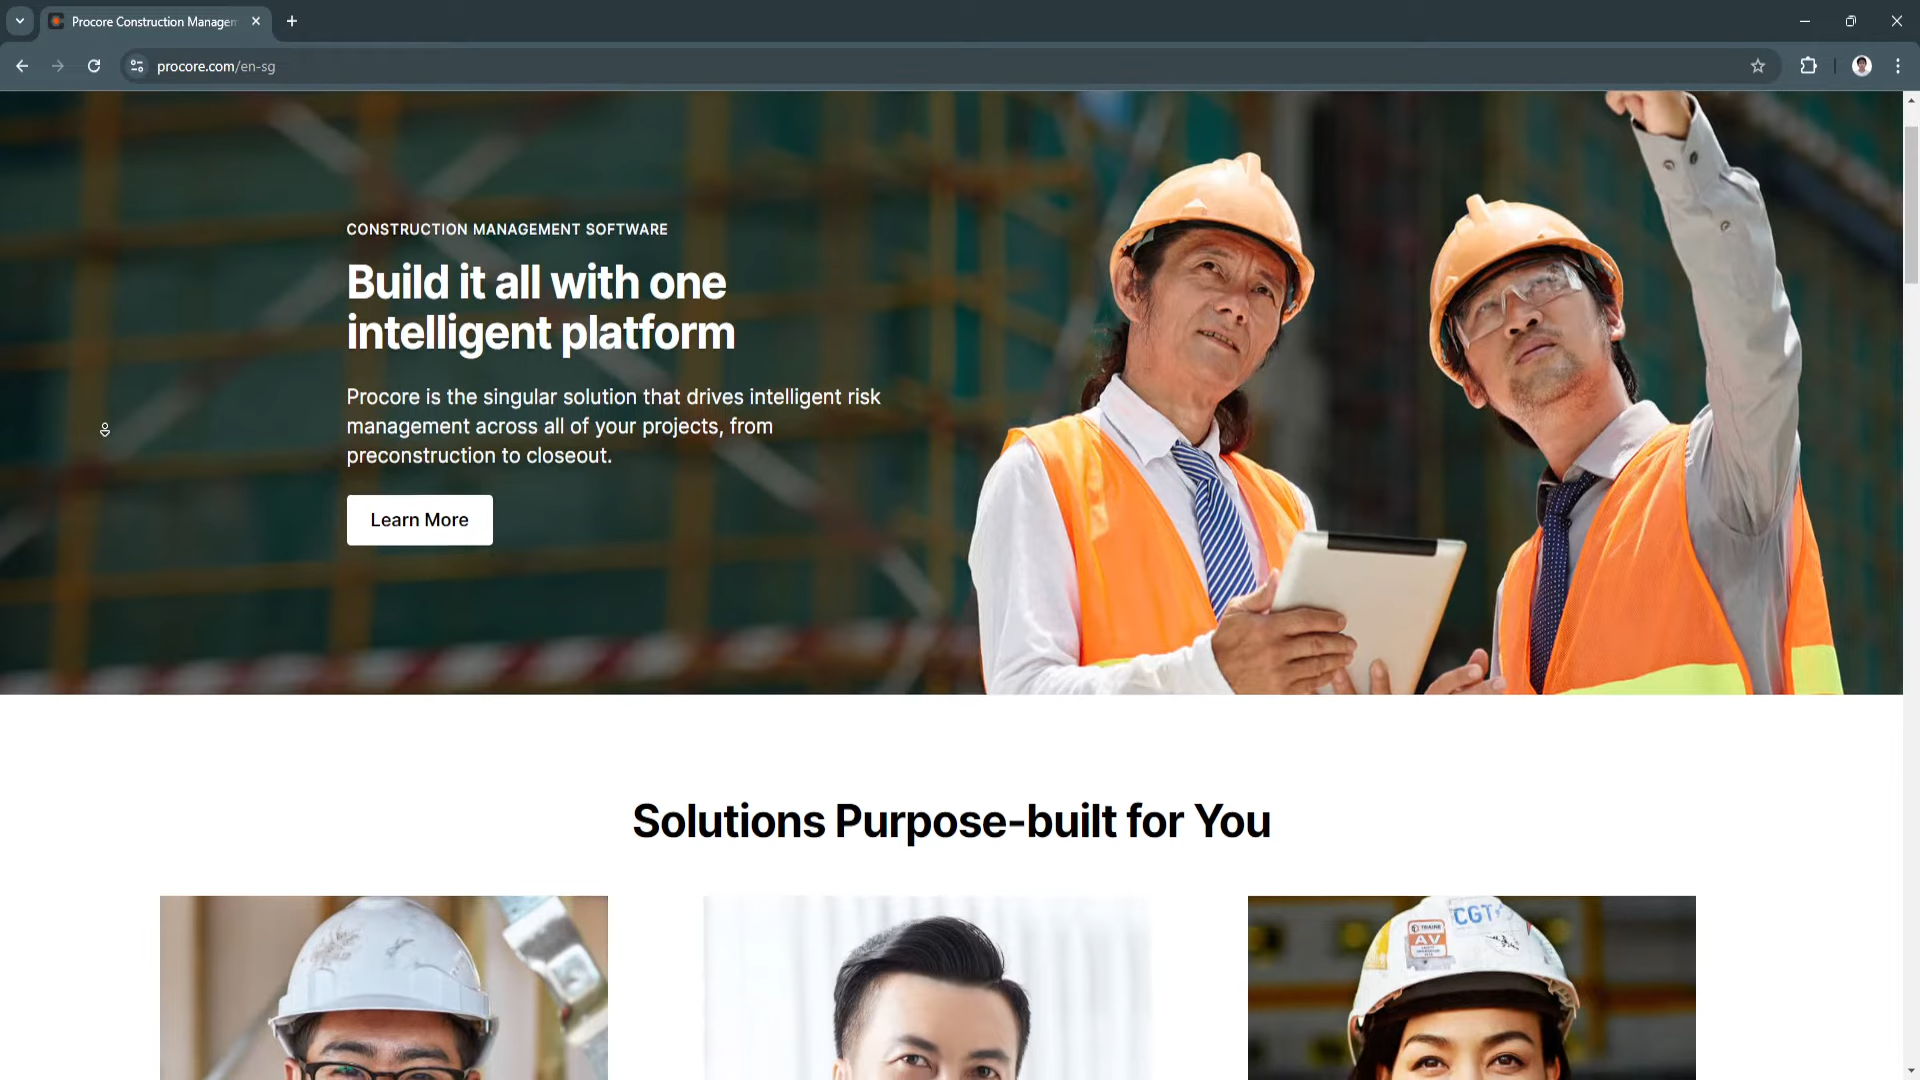 Procore Construction Managem
procore.com/en-sg
CONSTRUCTION MANAGEMENT SOFTWARE
Build it all with one
intelligent platform
Procore is the singular solution that drives intelligent risk
management across all of your projects, from
preconstruction to closeout.
Learn More
Solutions Purpose-built for You
CGT
AV